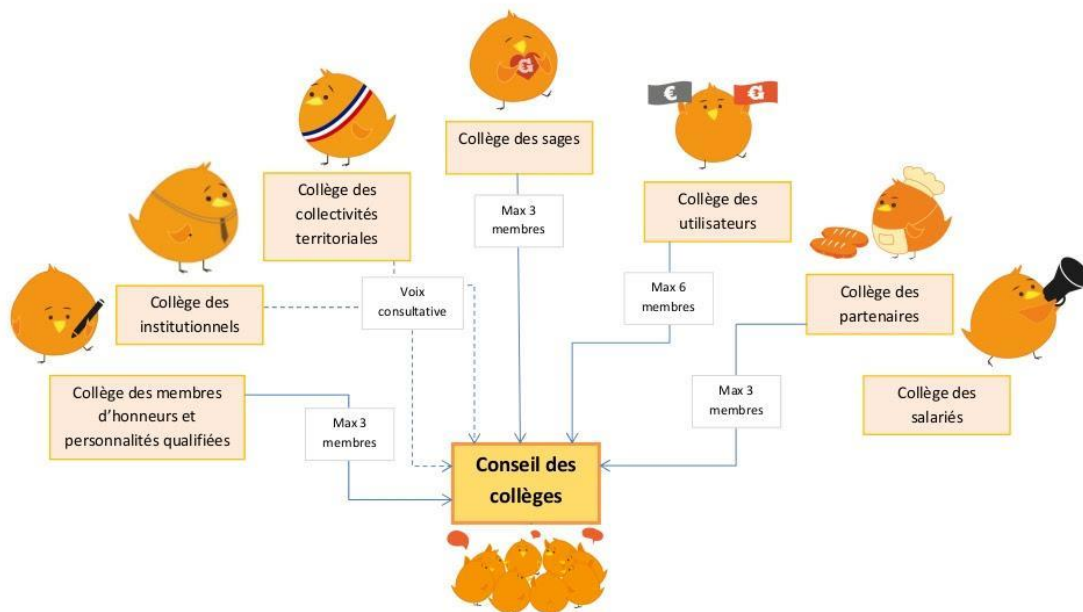 G
€
G
Collège des sages
Collège des
collectivités
territoriales
Collège des
utilisateurs
Max 3
membres
Collège des
institutionnels
Voix
consultative
Max 6
membres
Collège des
partenaires
Collège des membres
d’honneurs et
personnalités qualifiées
Max 3
membres
Max 3
membres
Collège des
salariés
Conseil des
collèges